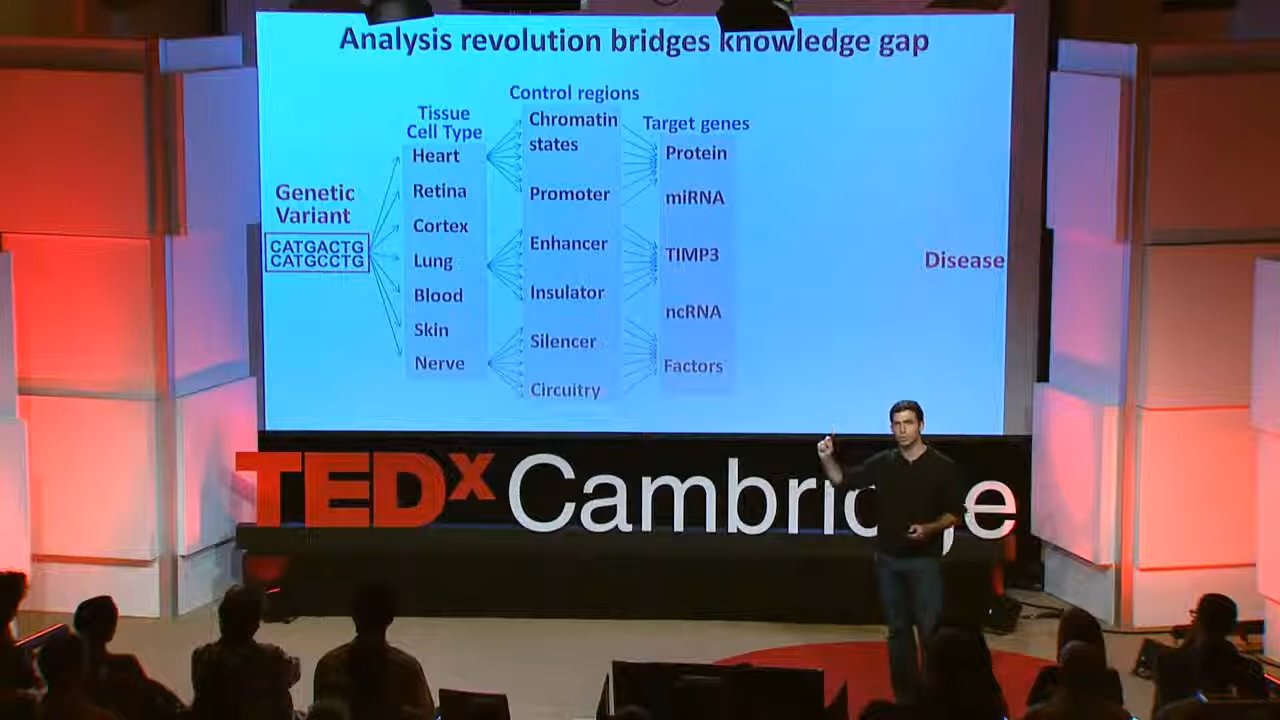 Analysis revolution bridges knowledge gap
Genetic
Variant
CATGACTG
CATGCCTG
Tissue
Cell Type
Heart
Retina
Cortex
Lung
Blood
Skin
Nerve
Control regions
Chromatin
states
Promoter
Enhancer
Insulator
Silencer
Circuitry
Target genes
Protein
miRNA
TIMP3
ncRNA
Factors
Disease
TEDx Cambridge